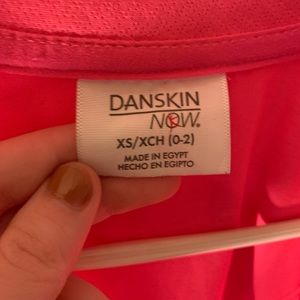 DANSKIN
NOW®
XS/XCH (0-2)
MADE IN EGYPT
HECHO EN EGIPTO